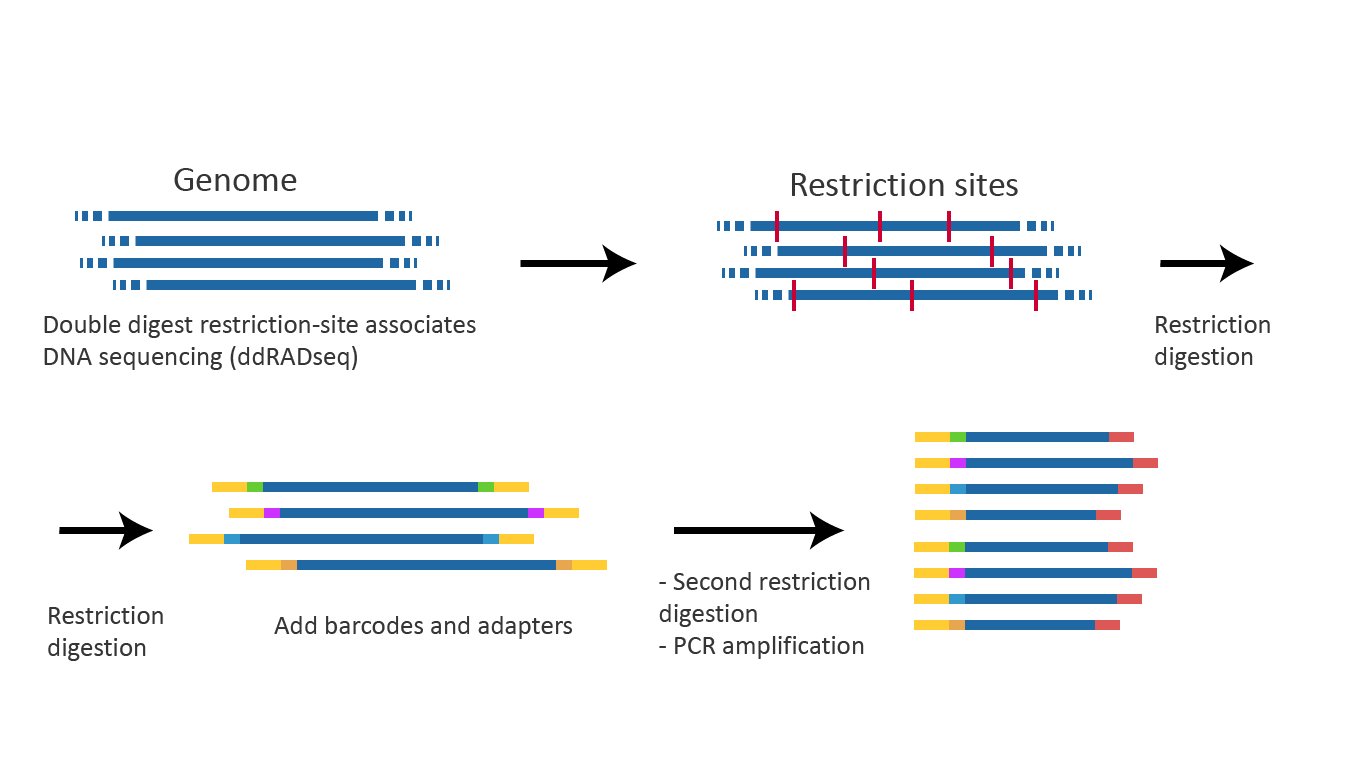 Genome
Restriction sites
Double digest restriction-site associates
DNA sequencing (ddRADseq)
Restriction
digestion
Restriction
digestion
Add barcodes and adapters
- Second restriction
digestion
- PCR amplification